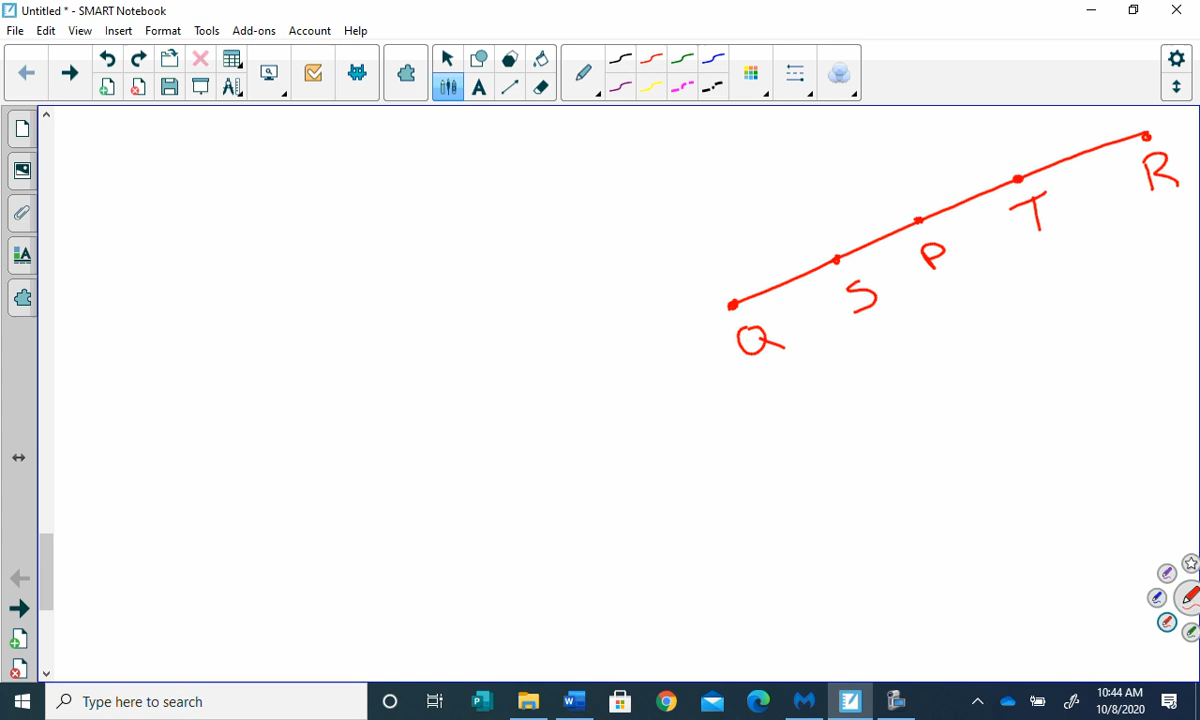 Untitled * - SMART Notebook
File Edit View Insert Format Tools Add-ons Account Help
R
T
P
S
Q
Type here to search
10:44 AM
10/8/2020